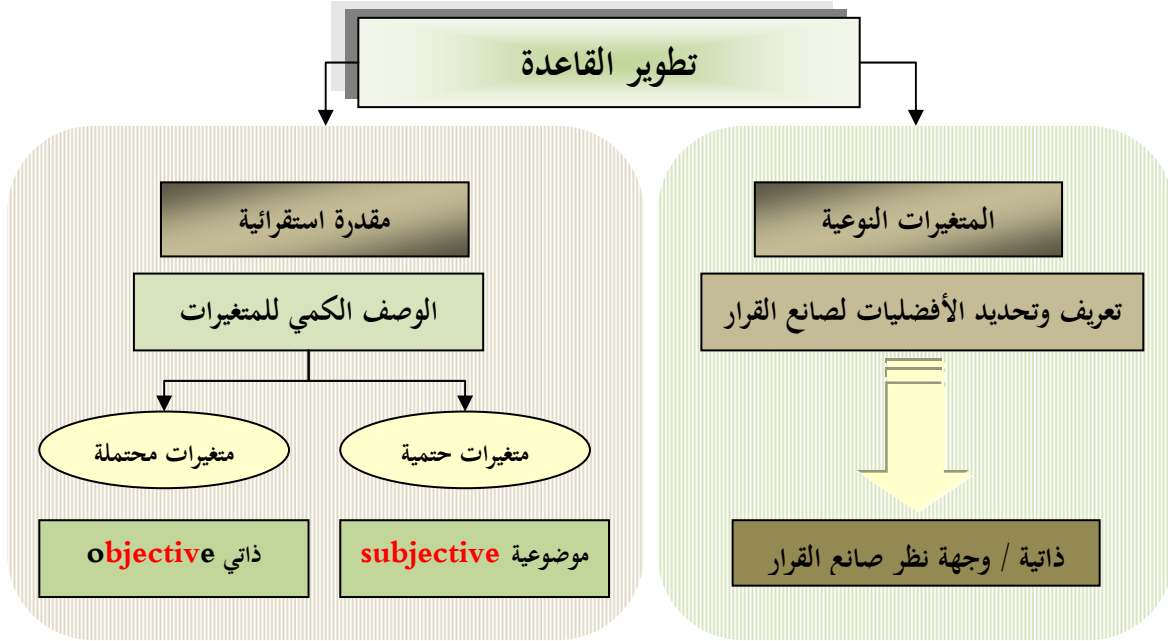 تطوير القاعدة
المتغيرات النوعية
تعريف وتحديد الأفضليات لصانع القرار
ذاتية / وجهة نظر صانع القرار
مقدرة استقرائية
الوصف الكمي للمتغيرات
متغيرات حتمية
متغيرات محتملة
موضوعية subjective
ذاتي objective